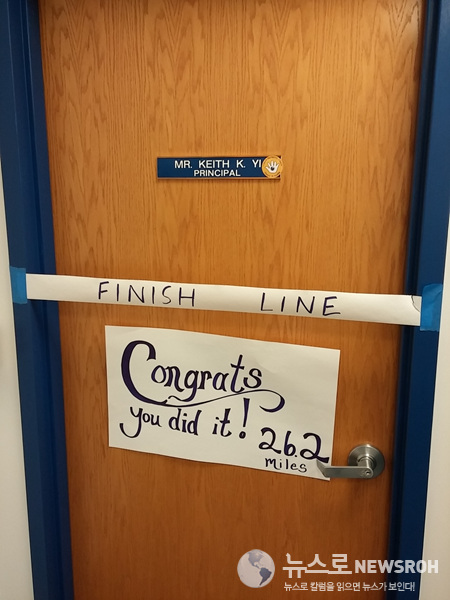 MR. KEITH K. YI
PRINCIPAL
FINISH LINE
Congrats
you did it!
26.2
miles
뉴스로 NEWSROH
뉴스로 칼럼을 읽으면 뉴스가 보인다!